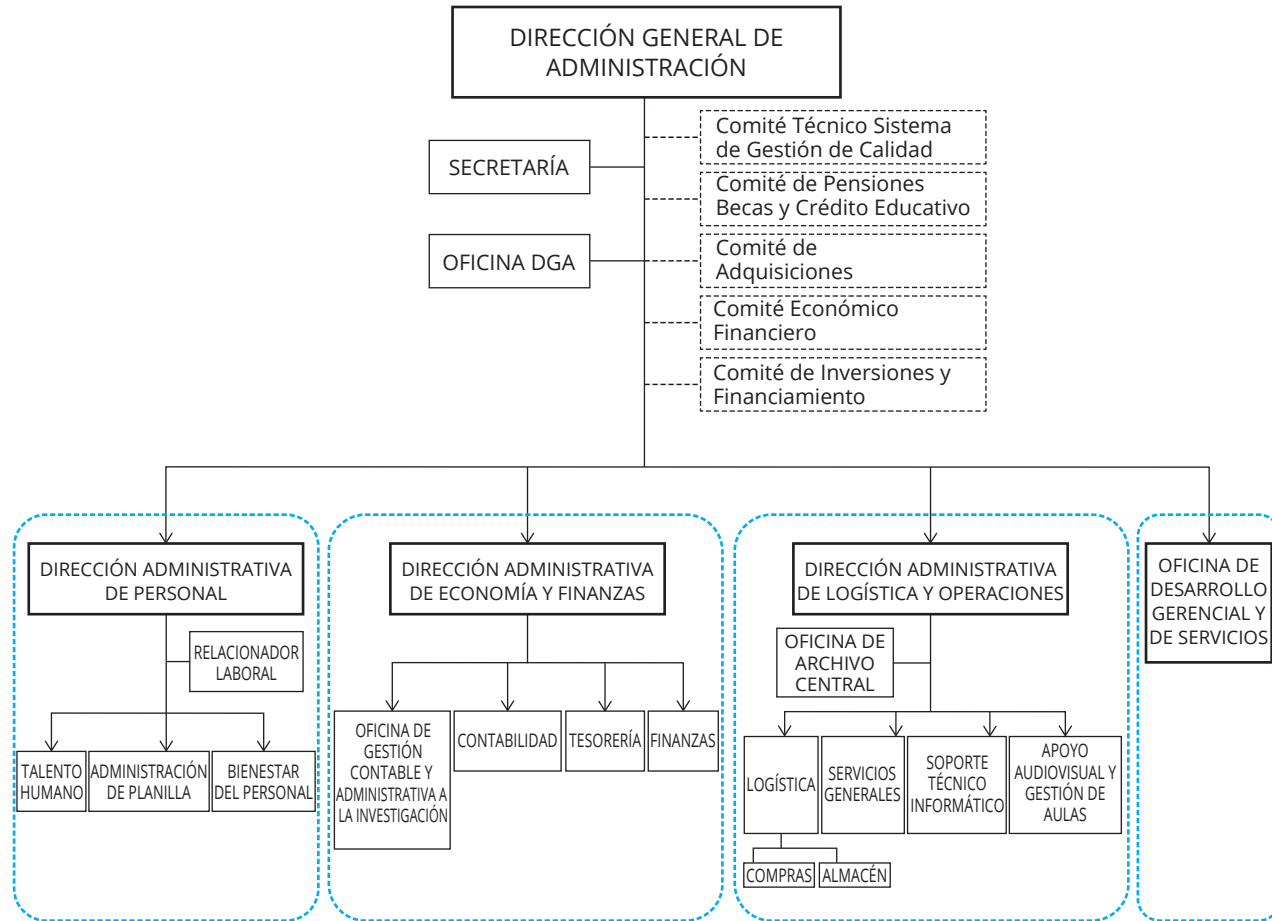 DIRECCIÓN GENERAL DE
ADMINISTRACIÓN
Comité Técnico Sistema
de Gestión de Calidad
SECRETARÍA
Comité de Pensiones
Becas y Crédito Educativo
OFICINA DGA
Comité de
Adquisiciones
Comité Económico
Financiero
Comité de Inversiones y
Financiamiento
DIRECCIÓN ADMINISTRATIVA
DE PERSONAL
RELACIONADOR
LABORAL
TALENTO
HUMANO
ADMINISTRACIÓN
DE PLANILLA
BIENESTAR
DEL PERSONAL
DIRECCIÓN ADMINISTRATIVA
DE ECONOMÍA Y FINANZAS
OFICINA DE
GESTIÓN
CONTABLE Y
ADMINISTRATIVA A
LA INVESTIGACIÓN
CONTABILIDAD
TESORERÍA
FINANZAS
DIRECCIÓN ADMINISTRATIVA
DE LOGÍSTICA Y OPERACIONES
OFICINA DE
ARCHIVO
CENTRAL
LOGÍSTICA
SERVICIOS
GENERALES
SOPORTE
TÉCNICO
INFORMÁTICO
APOYO
AUDIOVISUAL Y
GESTIÓN DE
AULAS
COMPRAS
ALMACÉN
OFICINA DE
DESARROLLO
GERENCIAL Y
DE SERVICIOS